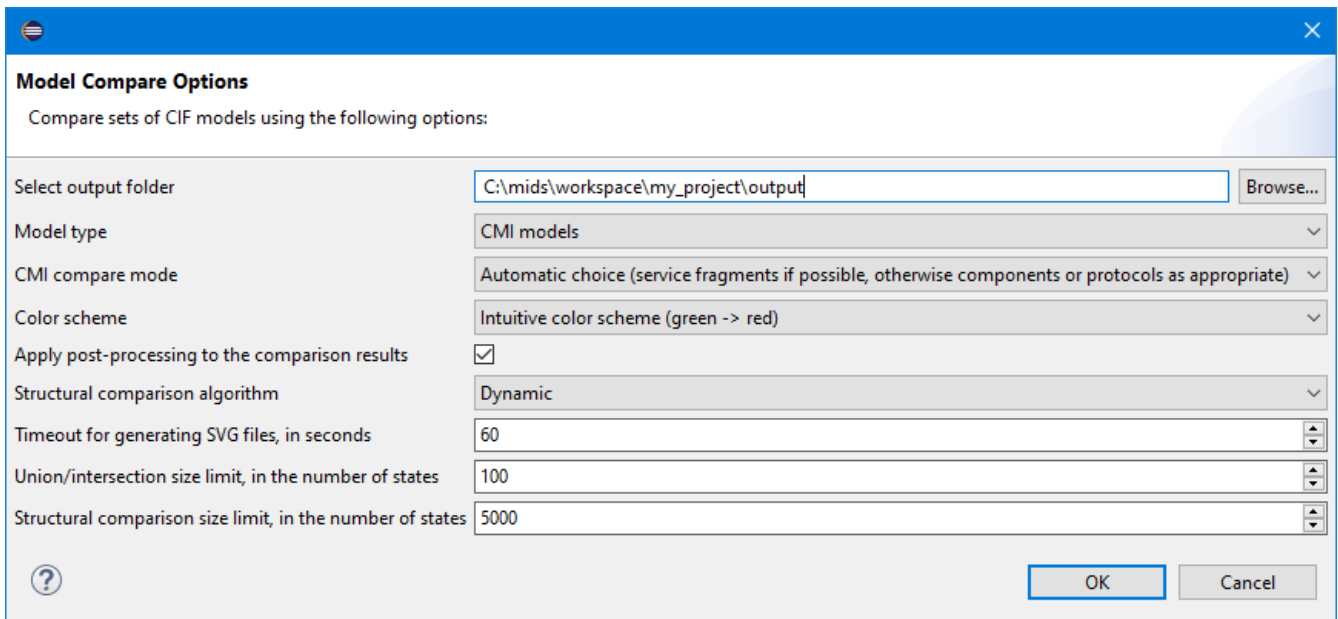 Model Compare Options
Compare sets of CIF models using the following options:
Select output folder C:\mids\workspace\my_project\output Browse...
Model type CMI models
CMI compare mode Automatic choice (service fragments if possible, otherwise components or protocols as appropriate)
Color scheme Intuitive color scheme (green -> red)
Apply post-processing to the comparison results
Structural comparison algorithm Dynamic
Timeout for generating SVG files, in seconds 60
Union/intersection size limit, in the number of states 100
Structural comparison size limit, in the number of states 5000
? OK Cancel